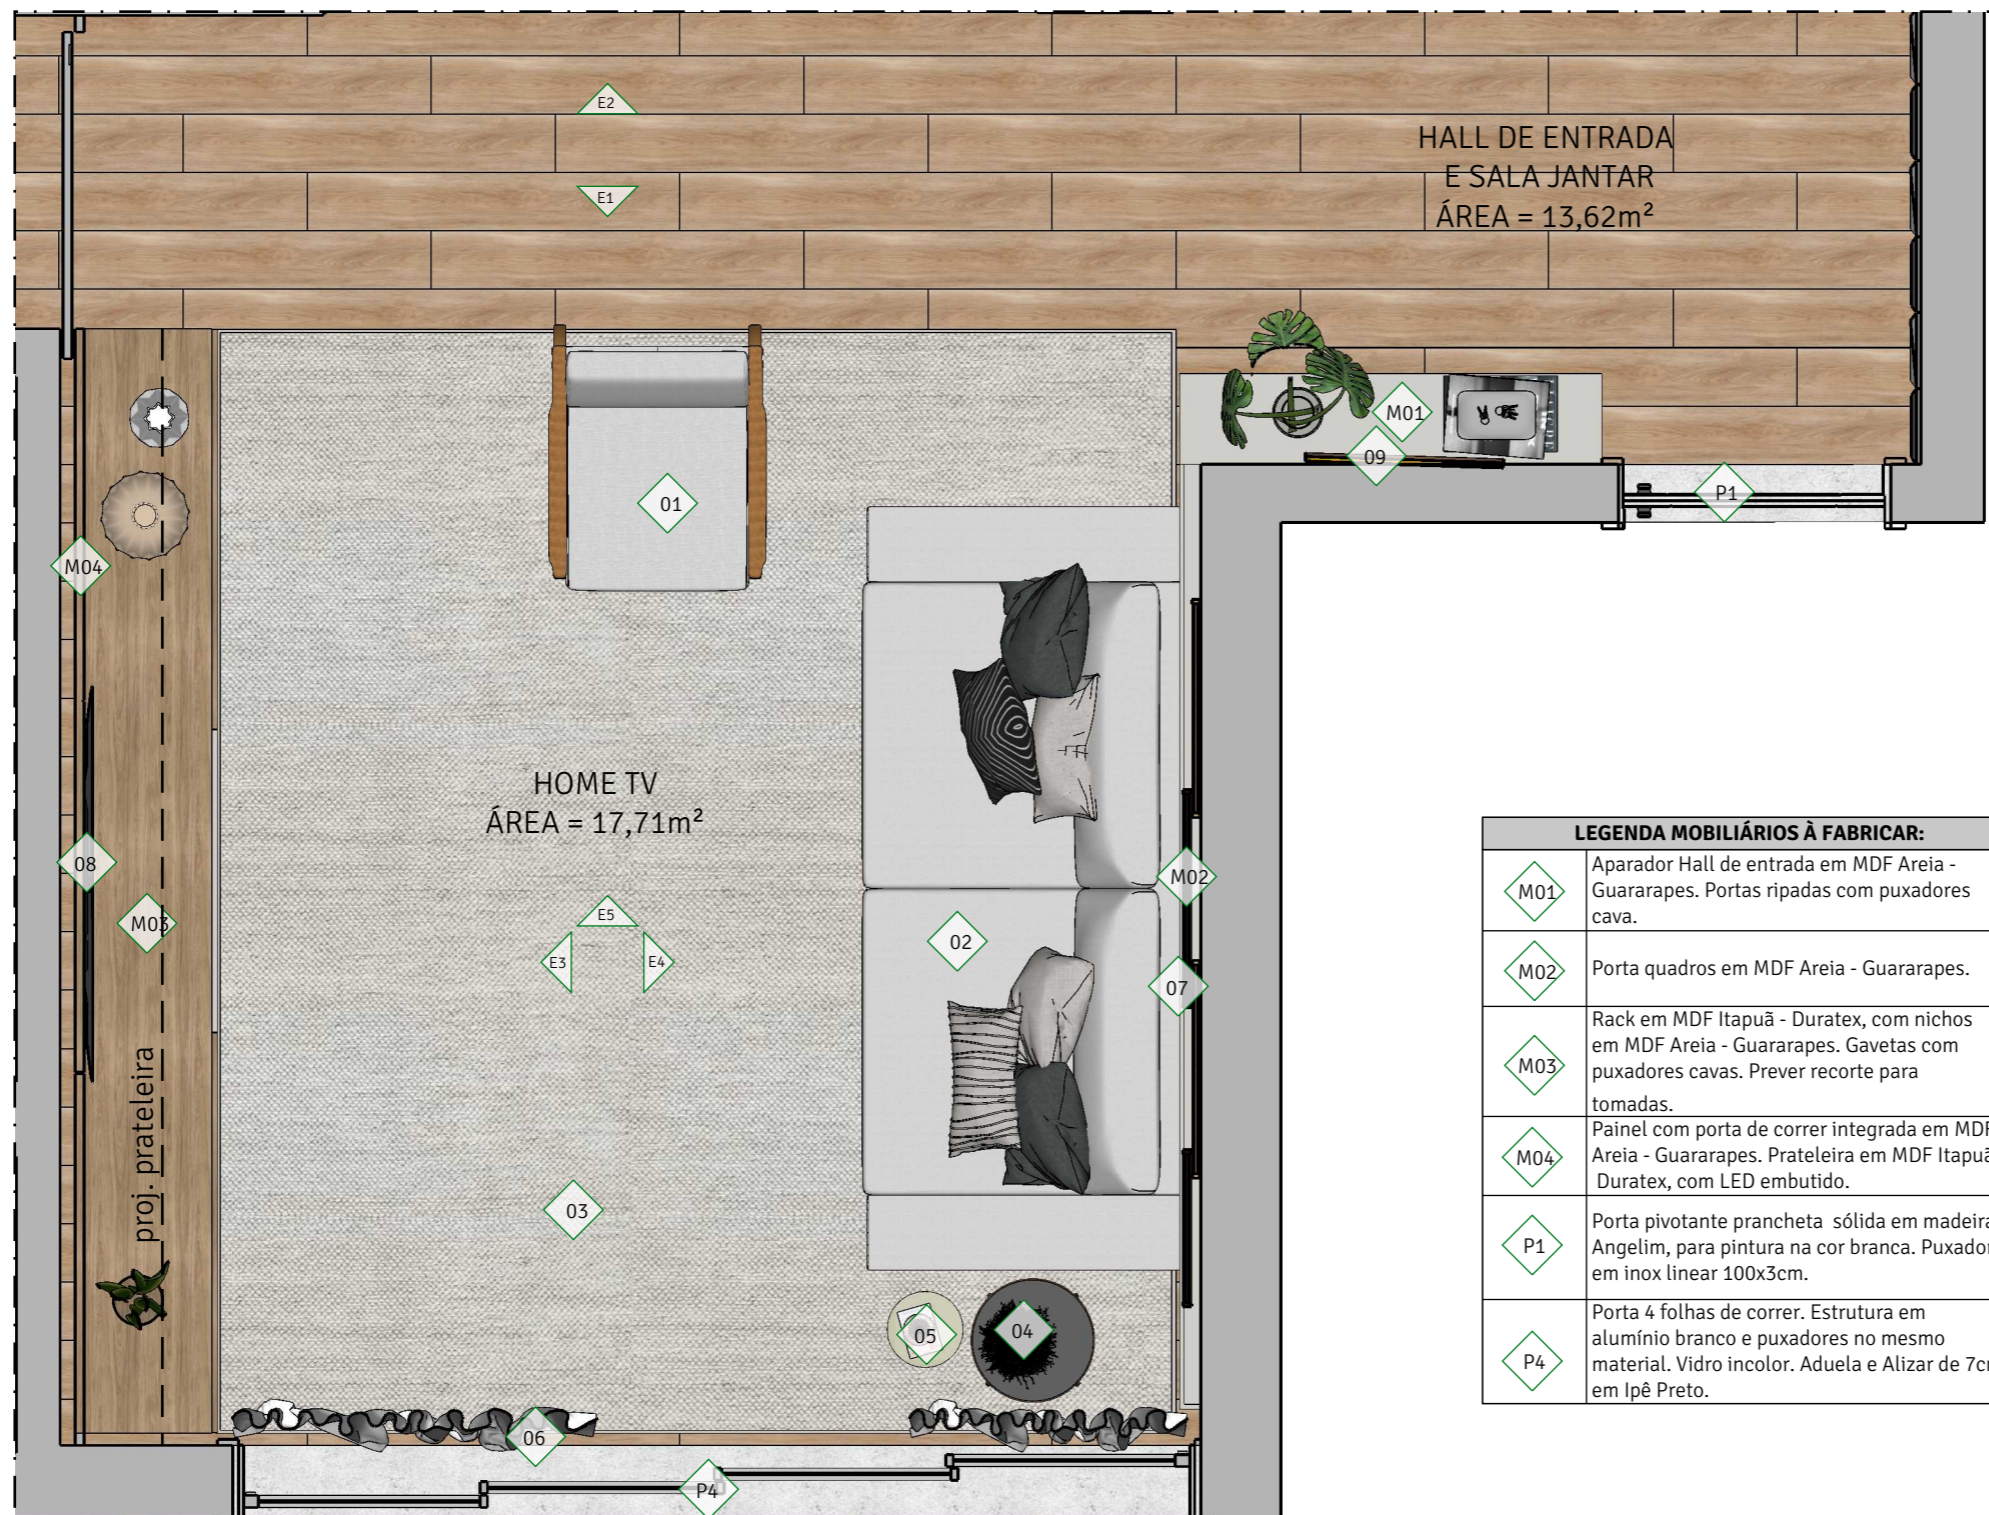 E2
HALL DE ENTRADA
E SALA JANTAR
ÁREA = 13,62m²
E1
M01
09
P1
01
M04
HOME TV
ÁREA = 17,71m²
08
M03
M02
E5
E3
E4
02
07
proj. prateleira
03
05
04
06
P4
LEGENDA MOBILIÁRIOS À FABRICAR:
M01
Aparador Hall de entrada em MDF Areia -
Guararapes. Portas ripadas com puxadores
cava.
M02
Porta quadros em MDF Areia - Guararapes.
M03
Rack em MDF Itapuã - Duratex, com nichos
em MDF Areia - Guararapes. Gavetas com
puxadores cavas. Prever recorte para
tomadas.
M04
Painel com porta de correr integrada em MDF
Areia - Guararapes. Prateleira em MDF Itapuã
Duratex, com LED embutido.
P1
Porta pivotante prancheta sólida em madeira
Angelim, para pintura na cor branca. Puxador
em inox linear 100x3cm.
P4
Porta 4 folhas de correr. Estrutura em
alumínio branco e puxadores no mesmo
material. Vidro incolor. Aduela e Alizar de 7cm
em Ipê Preto.